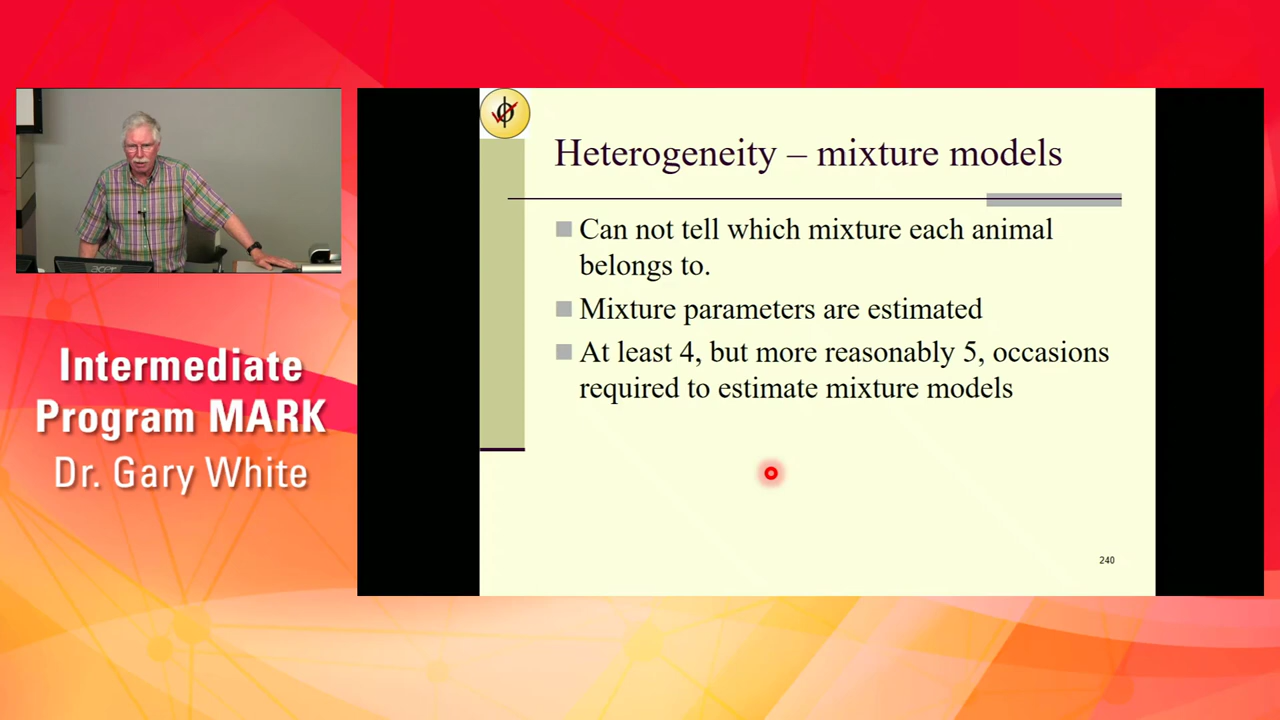 Heterogeneity – mixture models
Can not tell which mixture each animal
belongs to.
Mixture parameters are estimated
At least 4, but more reasonably 5, occasions
required to estimate mixture models
240
acer
Intermediate
Program MARK
Dr. Gary White